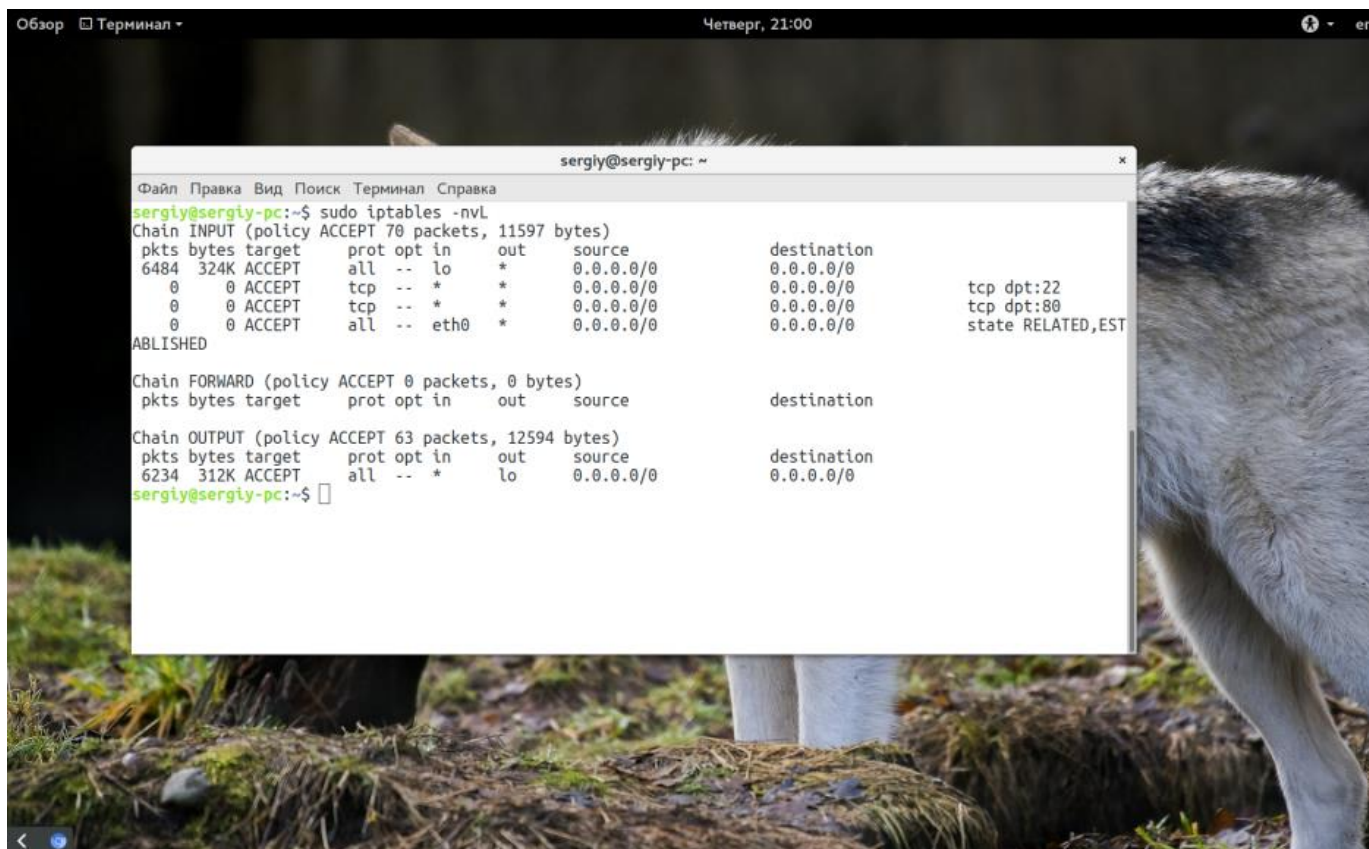 Обзор Терминал
Четверг, 21:00
en
sergiy@sergiy-pc: ~ ×
Файл Правка Вид Поиск Терминал Справка
sergiy@sergiy-pc:~$ sudo iptables -nvL
Chain INPUT (policy ACCEPT 70 packets, 11597 bytes)
pkts bytes target prot opt in out source destination
6484 324K ACCEPT all -- lo * 0.0.0.0/0 0.0.0.0/0
0 0 ACCEPT tcp -- * * 0.0.0.0/0 0.0.0.0/0 tcp dpt:22
0 0 ACCEPT tcp -- * * 0.0.0.0/0 0.0.0.0/0 tcp dpt:80
0 0 ACCEPT all -- eth0 * 0.0.0.0/0 0.0.0.0/0 state RELATED,EST
ABLISHED
Chain FORWARD (policy ACCEPT 0 packets, 0 bytes)
pkts bytes target prot opt in out source destination
Chain OUTPUT (policy ACCEPT 63 packets, 12594 bytes)
pkts bytes target prot opt in out source destination
6234 312K ACCEPT all -- * lo 0.0.0.0/0 0.0.0.0/0
sergiy@sergiy-pc:~$